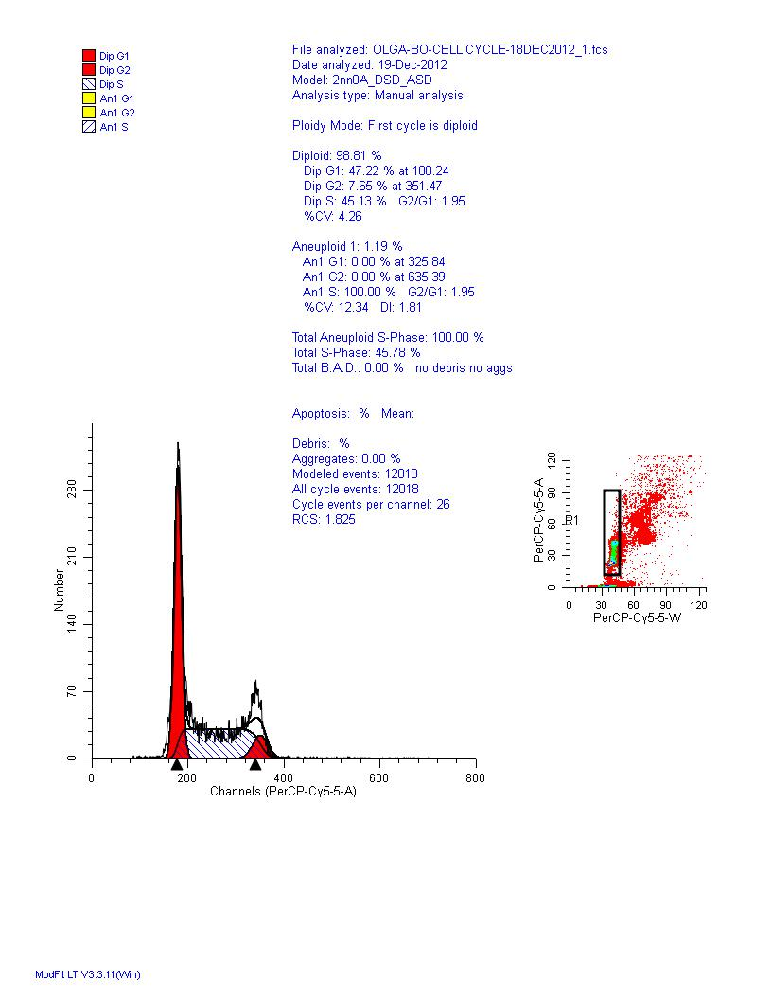 Dip G1
Dip G2
Dip S
An1 G1
An1 G2
An1 S
File analyzed: OLGA-BO-CELL CYCLE-18DEC2012_1.fcs
Date analyzed: 19-Dec-2012
Model: 2nn0A_DSD_ASD
Analysis type: Manual analysis
Ploidy Mode: First cycle is diploid
Diploid: 98.81 %
Dip G1: 47.22 % at 180.24
Dip G2: 7.65 % at 351.47
Dip S: 45.13 % G2/G1: 1.95
%CV: 4.26
Aneuploid 1: 1.19 %
An1 G1: 0.00 % at 325.84
An1 G2: 0.00 % at 635.39
An1 S: 100.00 % G2/G1: 1.95
%CV: 12.34 DI: 1.81
Total Aneuploid S-Phase: 100.00 %
Total S-Phase: 45.78 %
Total B.A.D.: 0.00 % no debris no aggs
Apoptosis: % Mean:
Debris: %
Aggregates: 0.00 %
Modeled events: 12018
All cycle events: 12018
Cycle events per channel: 26
RCS: 1.825
Number
280
210
140
70
0
0 200 400 600 800
Channels (PerCP-Cγ5-5-A)
PerCP-Cγ5-5-A
120
90
60
30
0
R1
0 30 60 90 120
PerCP-Cγ5-5-W
ModFit LT V3.3.11(Win)